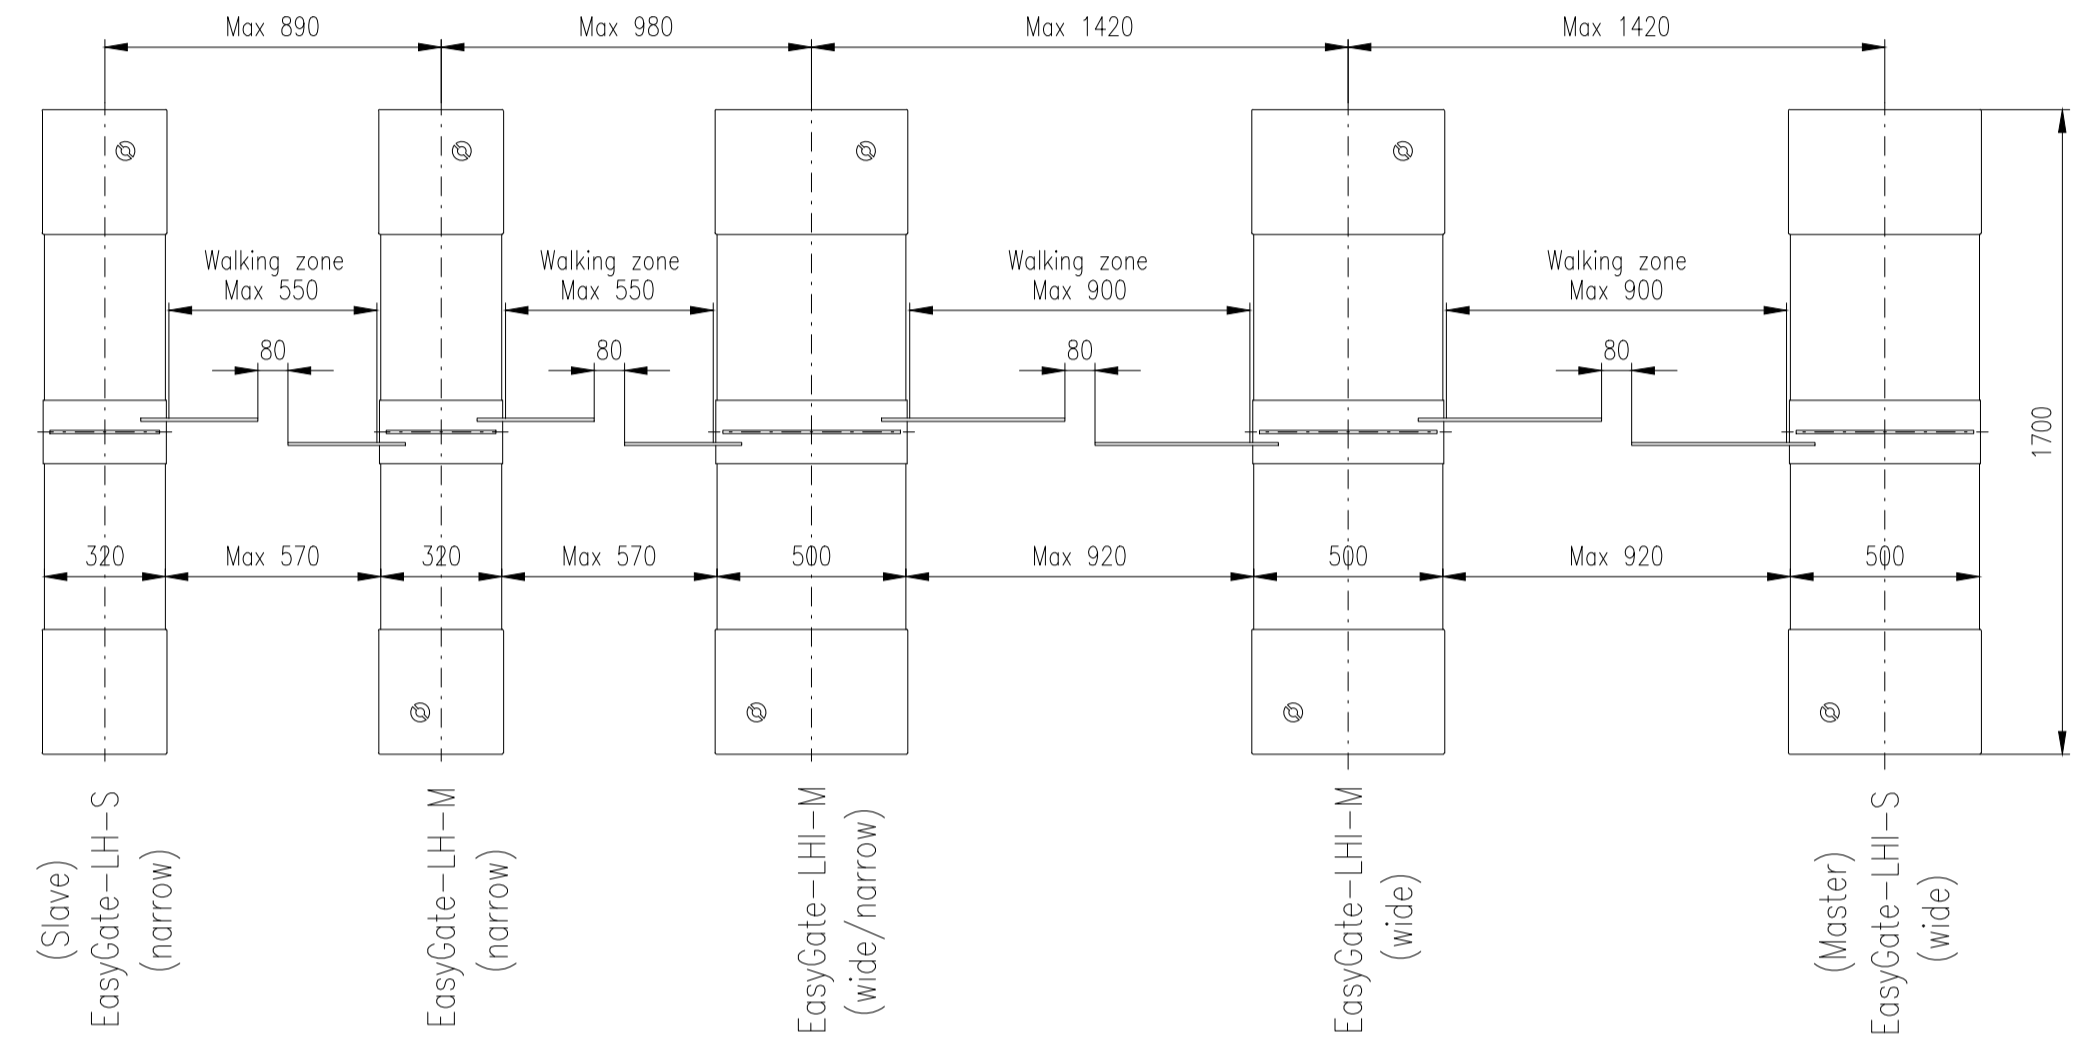 Max 890
Max 980
Max 1420
Max 1420
Walking zone
Max 550
Walking zone
Max 550
Walking zone
Max 900
Walking zone
Max 900
80
80
80
80
1700
320
Max 570
320
Max 570
500
Max 920
500
Max 920
500
(Slave)
EasyGate-LHI-S
(narrow)
EasyGate-LH-M
(narrow)
EasyGate-LHI-M
(wide/narrow)
EasyGate-LHI-M
(wide)
(Master)
EasyGate-LHI-S
(wide)